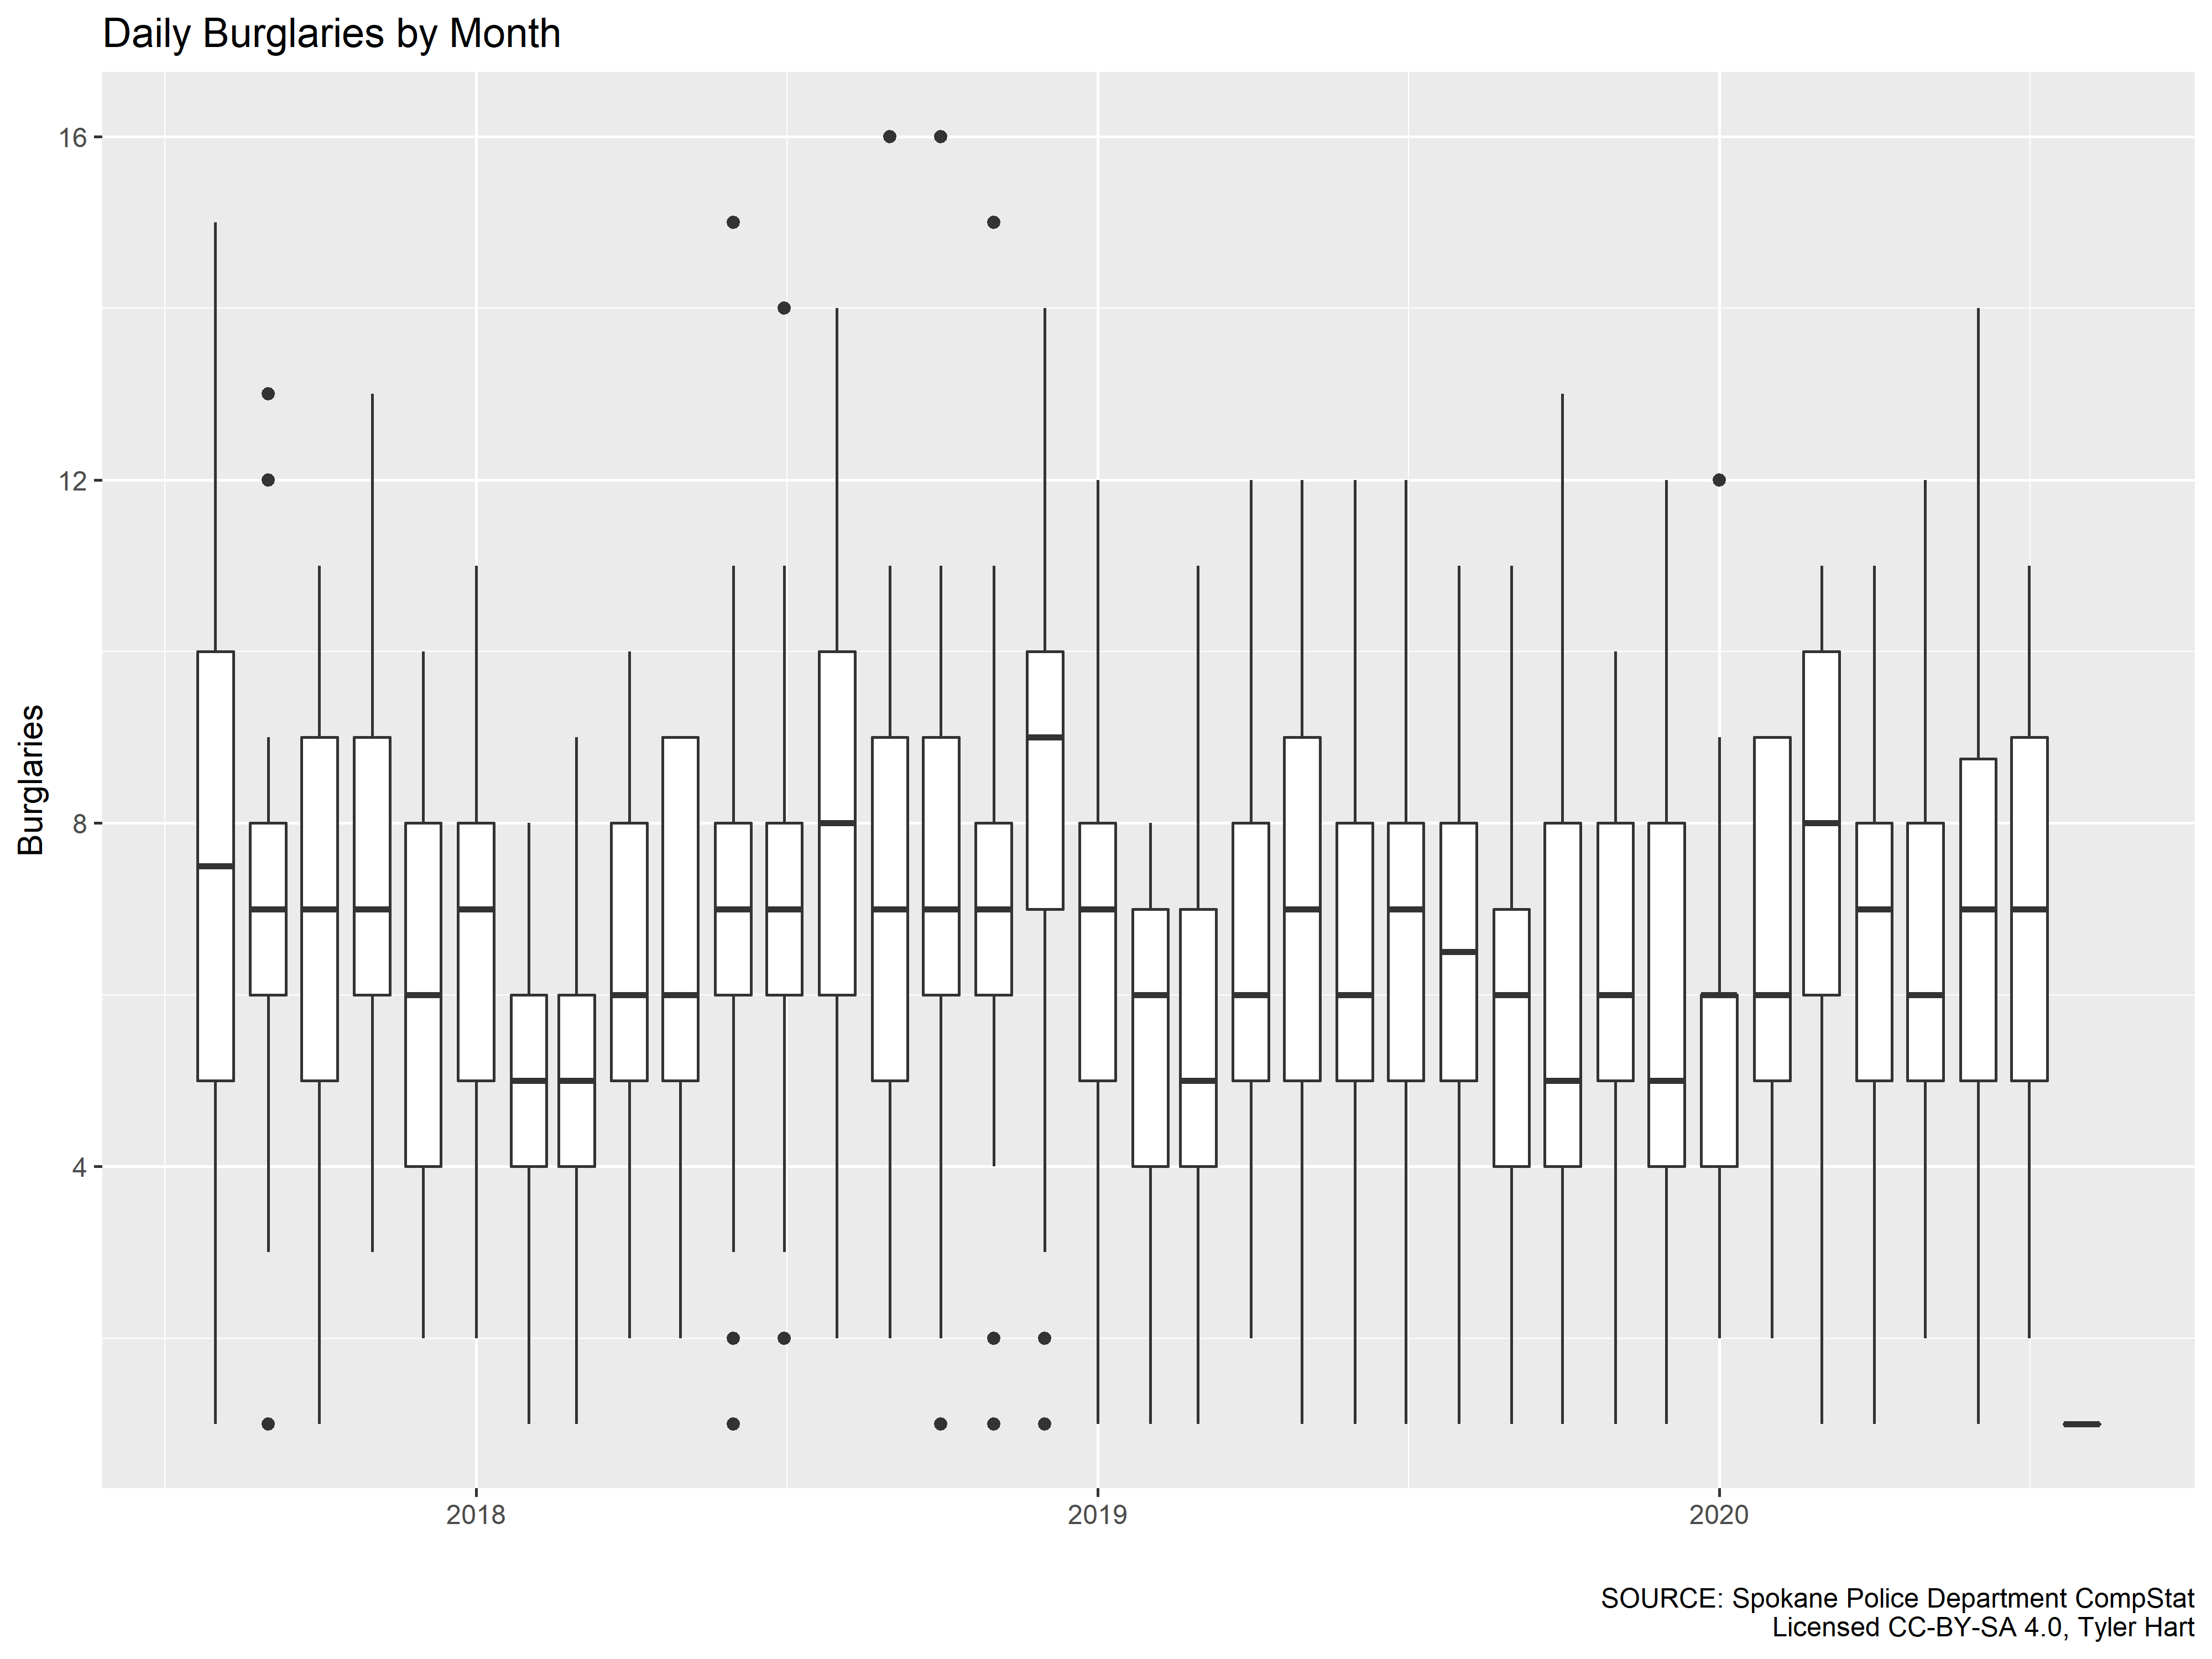 Daily Burglaries by Month
16
12
8
4
Burglaries
2018
2019
2020
SOURCE: Spokane Police Department CompStat
Licensed CC-BY-SA 4.0, Tyler Hart